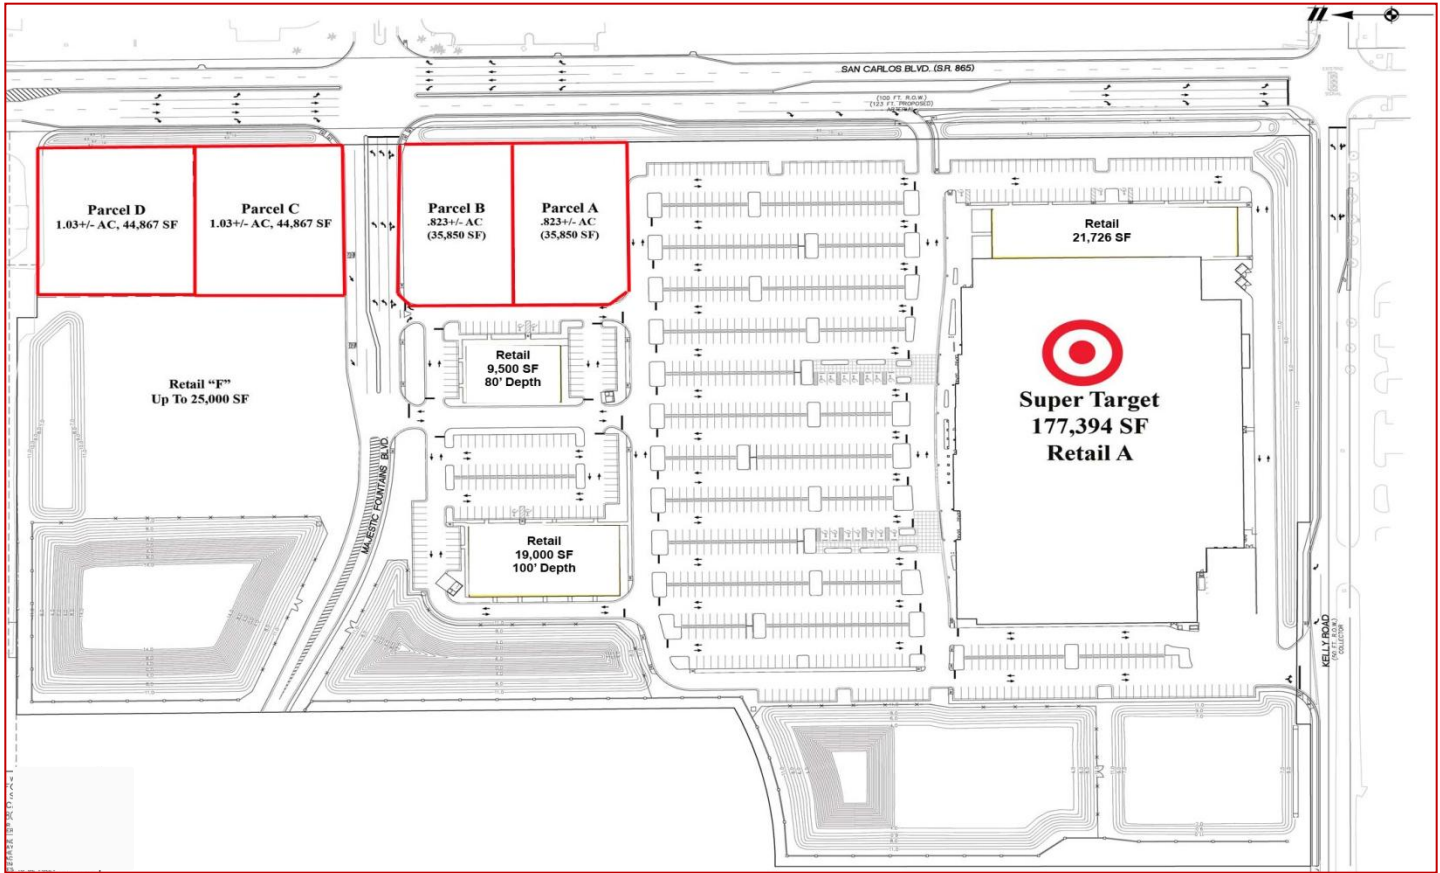 SAN CARLOS BLVD. (S.R. 865)
(100 FT. R.O.W.)
(123 FT. PROPOSED)
Parcel D
1.03+/- AC, 44,867 SF
Parcel C
1.03+/- AC, 44,867 SF
Parcel B
.823+/- AC
(35,850 SF)
Parcel A
.823+/- AC
(35,850 SF)
Retail
21,726 SF
Retail
9,500 SF
80' Depth
Retail "F"
Up To 25,000 SF
Super Target
177,394 SF
Retail A
MAJESTIC FOUNTAINS BLVD.
Retail
19,000 SF
100' Depth
KELLY ROAD
(50 FT. R.O.W.)
COLLECTOR